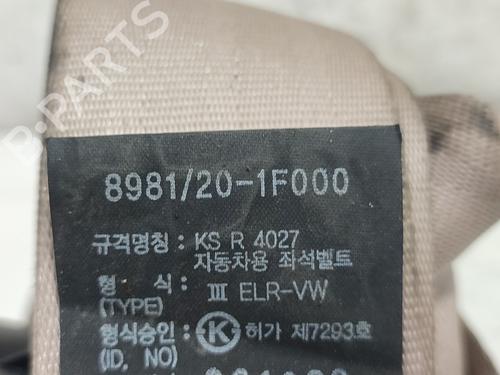 8981/20-1F000
규격명칭 : KS R 4027
자동차용 좌석벨트
형 식 : Ⅲ ELR-VW
(TYPE)
형식승인 : K 허가 제7293호
(ID. NO)
B-PARTS